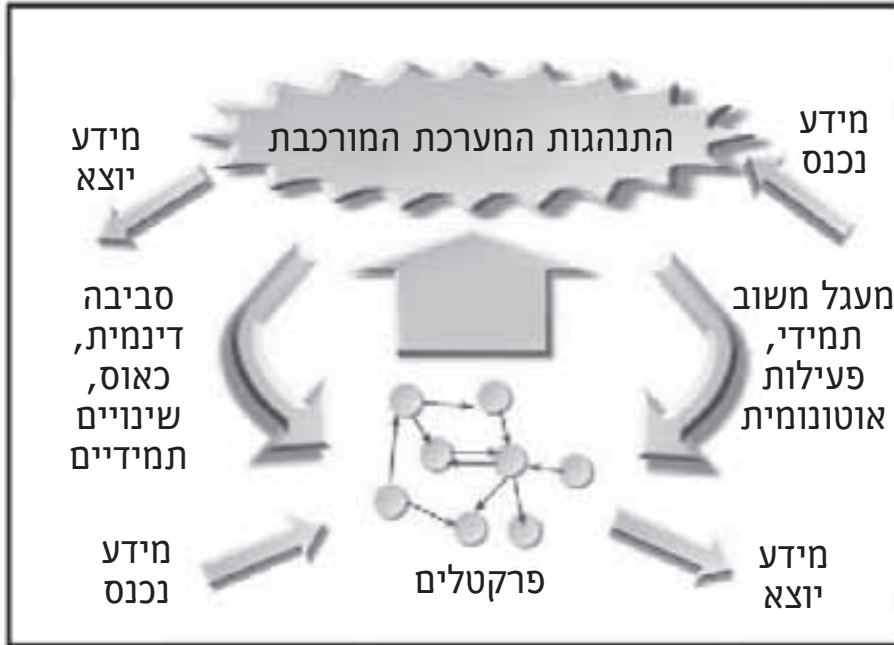 התנהגות המערכת המורכבת
מידע
נכנס
מידע
יוצא
מעגל משוב
תמידי,
פעילות
אוטונומית
סביבה
דינמית,
כאוס,
שינויים
תמידיים
מידע
יוצא
פרקטלים
מידע
נכנס